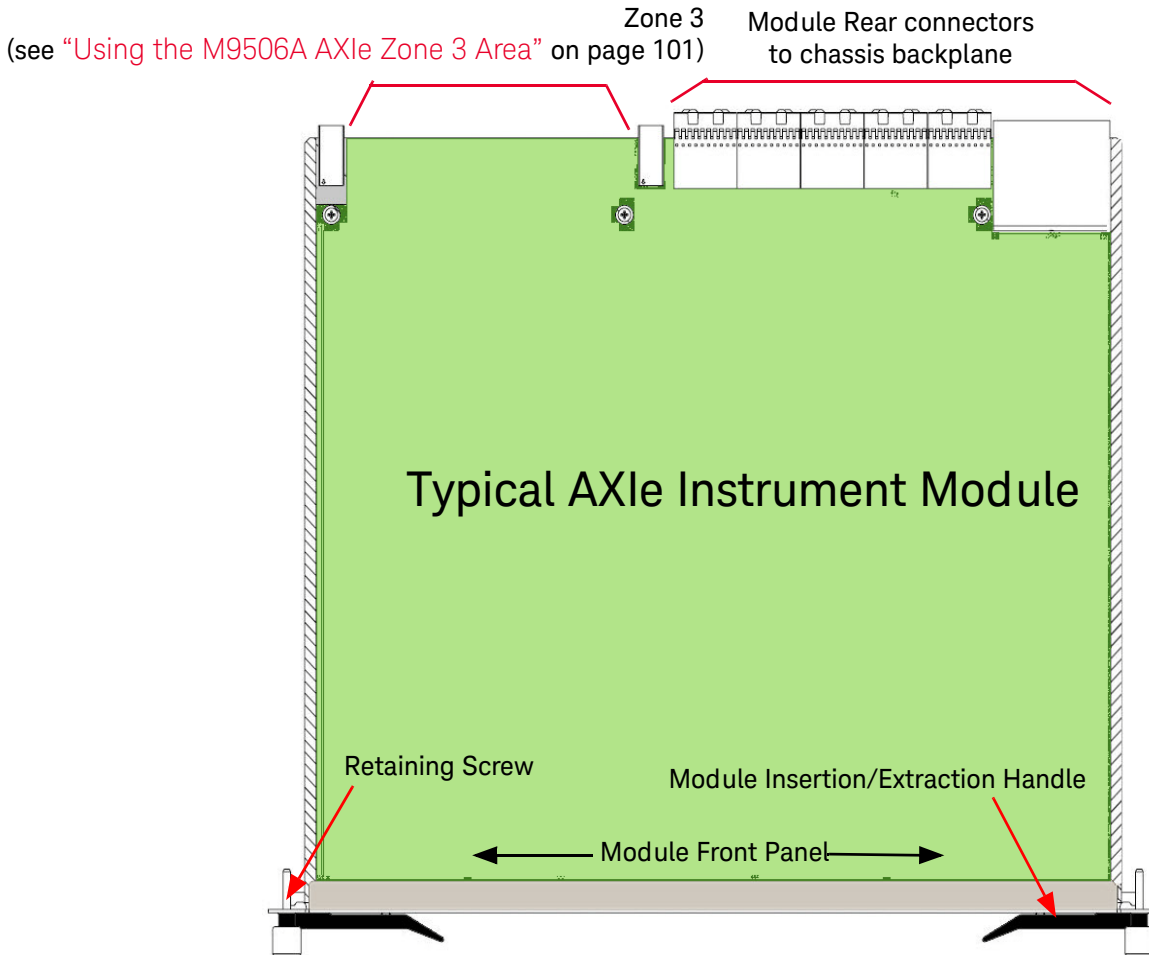 Zone 3
(see “Using the M9506A AXIe Zone 3 Area” on page 101)
Module Rear connectors
to chassis backplane
Typical AXIe Instrument Module
Retaining Screw
Module Insertion/Extraction Handle
Module Front Panel